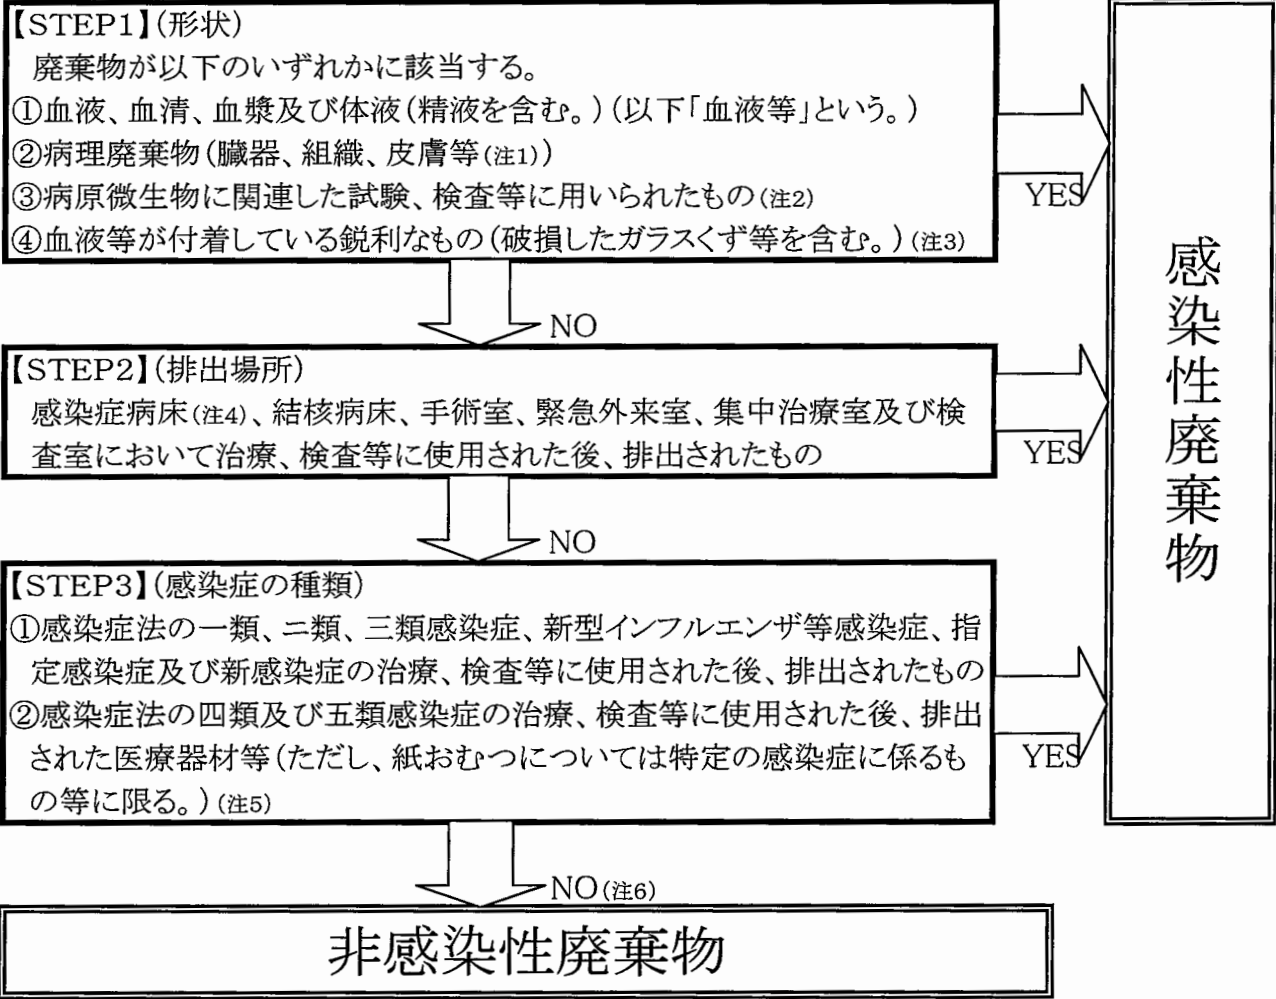 【STEP1】(形状)
廃棄物が以下のいずれかに該当する。
①血液、血清、血漿及び体液(精液を含む。)(以下「血液等」という。)
②病理廃棄物(臓器、組織、皮膚等(注1))
③病原微生物に関連した試験、検査等に用いられたもの(注2)
④血液等が付着している鋭利なもの(破損したガラスくず等を含む。)(注3)
YES
NO
【STEP2】(排出場所)
感染症病床(注4)、結核病床、手術室、緊急外来室、集中治療室及び検
査室において治療、検査等に使用された後、排出されたもの
YES
NO
【STEP3】(感染症の種類)
①感染症法の一類、二類、三類感染症、新型インフルエンザ等感染症、指
定感染症及び新感染症の治療、検査等に使用された後、排出されたもの
②感染症法の四類及び五類感染症の治療、検査等に使用された後、排出
された医療器材等(ただし、紙おむつについては特定の感染症に係るも
の等に限る。)(注5)
YES
NO(注6)
感染性廃棄物
非感染性廃棄物